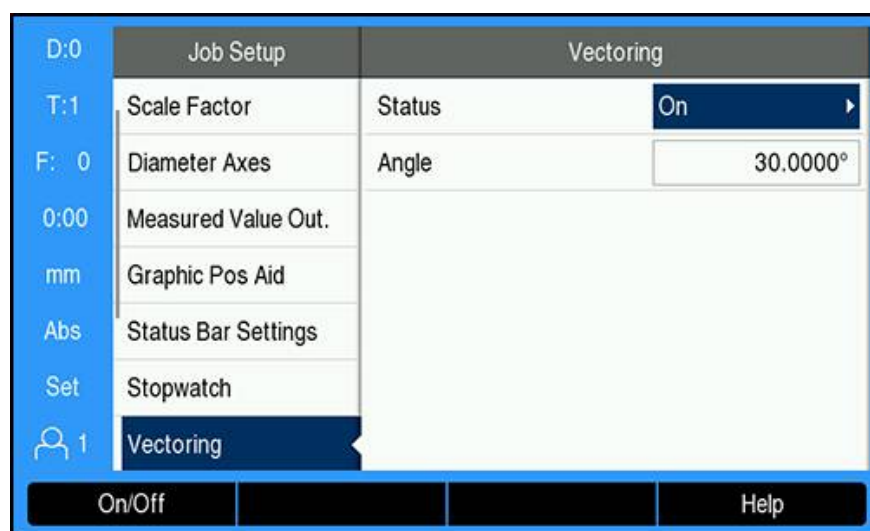 D:0
T:1
F: 0
0:00
mm
Abs
Set
1
Job Setup
Scale Factor
Diameter Axes
Measured Value Out.
Graphic Pos Aid
Status Bar Settings
Stopwatch
Vectoring
Vectoring
Status On
Angle 30.0000°
On/Off Help